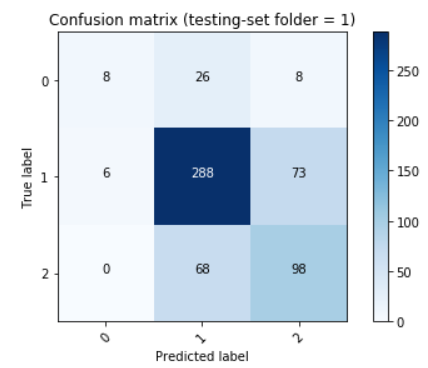 Confusion matrix (testing-set folder = 1)
0 8 26 8
1 6 288 73
2 0 68 98
0 1 2
True label
Predicted label
250
200
150
100
50
0